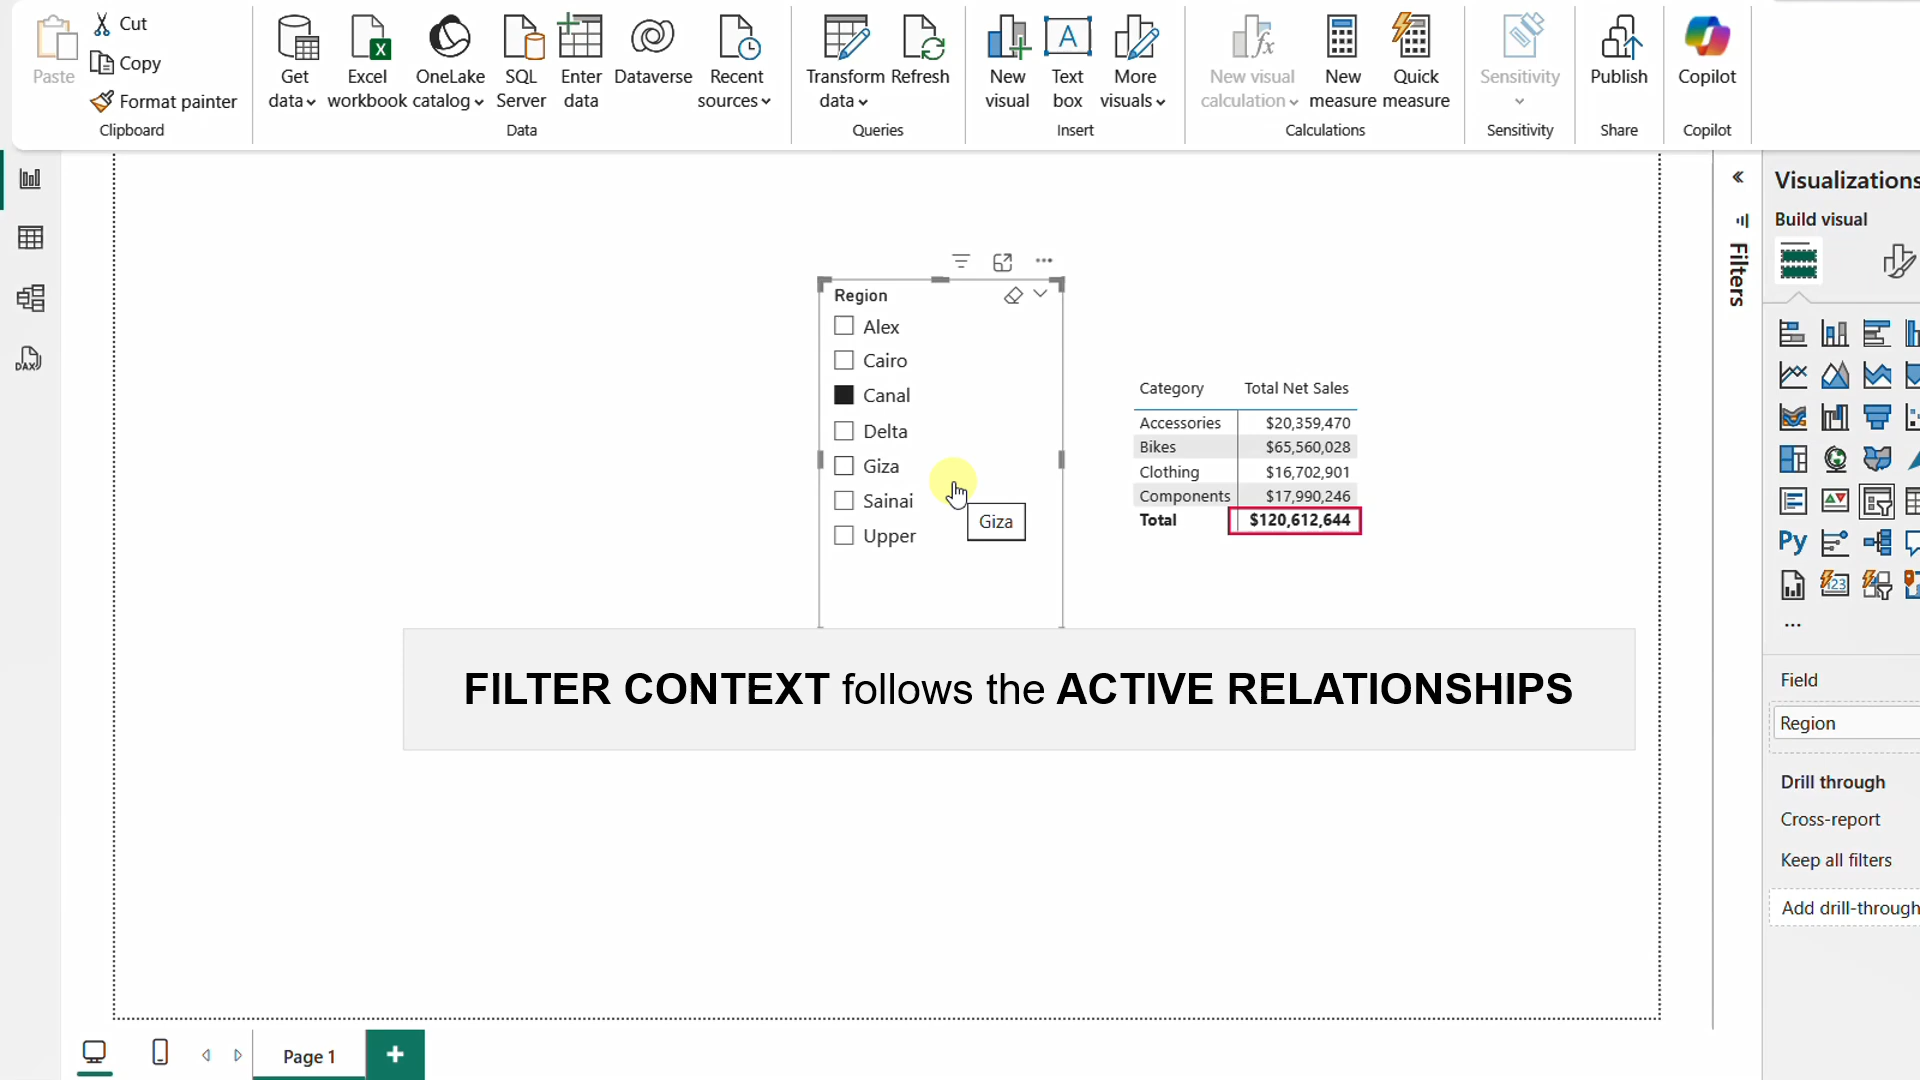 Paste
Cut
Copy
Format painter
Clipboard
Get data
Excel workbook
OneLake catalog
SQL Server
Enter data
Dataverse
Recent sources
Data
Transform data
Refresh
Queries
New visual
Text box
More visuals
Insert
New visual calculation
New measure
Quick measure
Calculations
Sensitivity
Sensitivity
Publish
Share
Copilot
Copilot
DAX
Region
Alex
Cairo
Canal
Delta
Giza
Sainai
Upper
Giza
Category Total Net Sales
Accessories $20,359,470
Bikes $65,560,028
Clothing $16,702,901
Components $17,990,246
Total $120,612,644
FILTER CONTEXT follows the ACTIVE RELATIONSHIPS
Filters
Visualizations
Build visual
Py
123
Field
Region
Drill through
Cross-report
Keep all filters
Add drill-through
Page 1